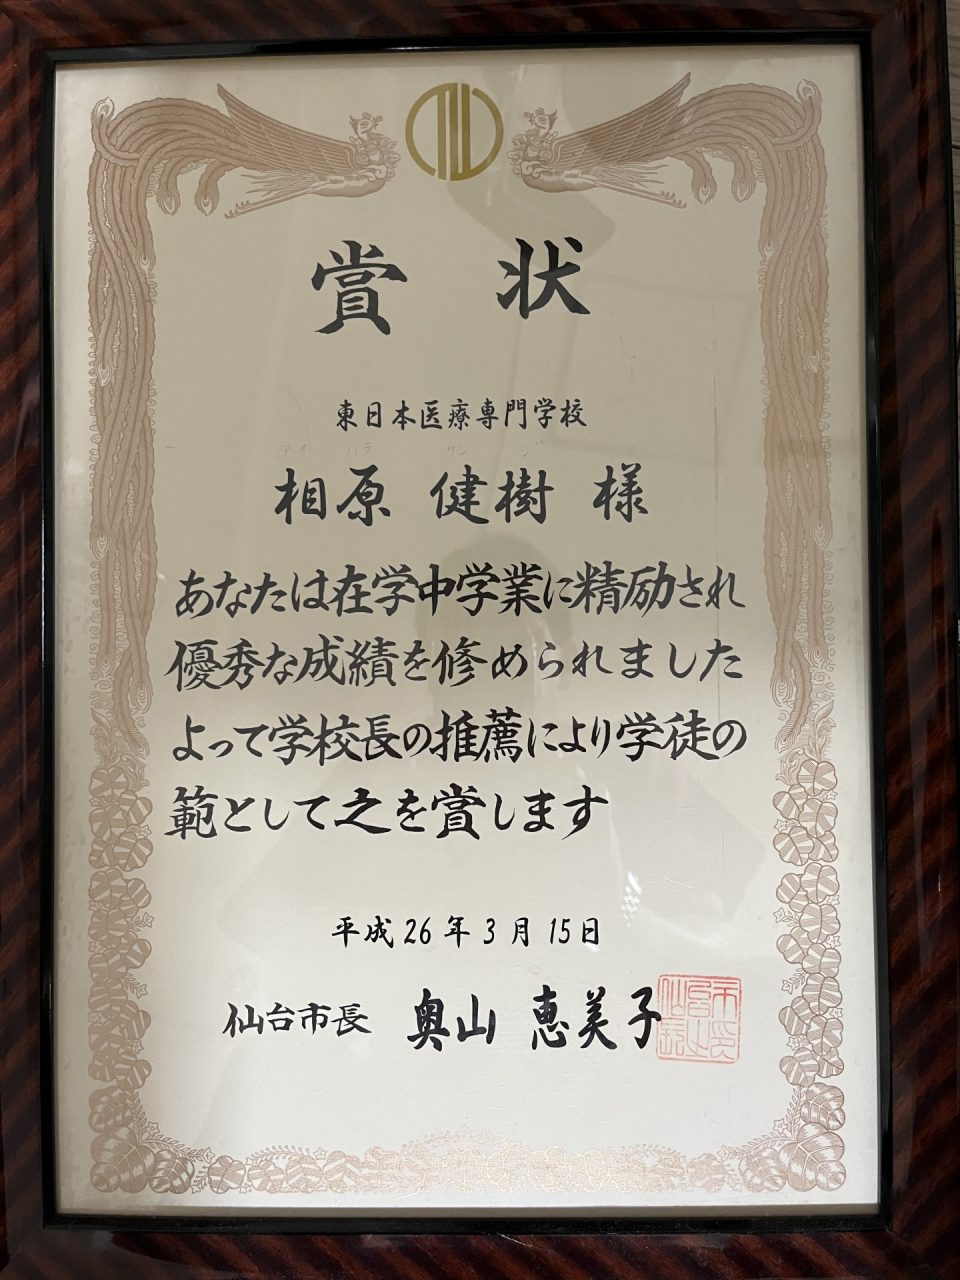 賞状
東日本医療専門学校
アイ ハラ ケン ジ
相原 健樹 様
あなたは在学中学業に精励され
優秀な成績を修められました
よって学校長の推薦により学徒の
範として之を賞します
平成26年3月15日
仙台市長 奥山 恵美子